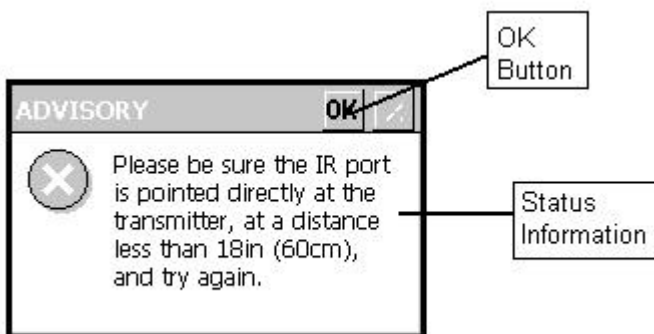 OK
Button
ADVISORY OK
Please be sure the IR port
is pointed directly at the
transmitter, at a distance
less than 18in (60cm),
and try again.
Status
Information